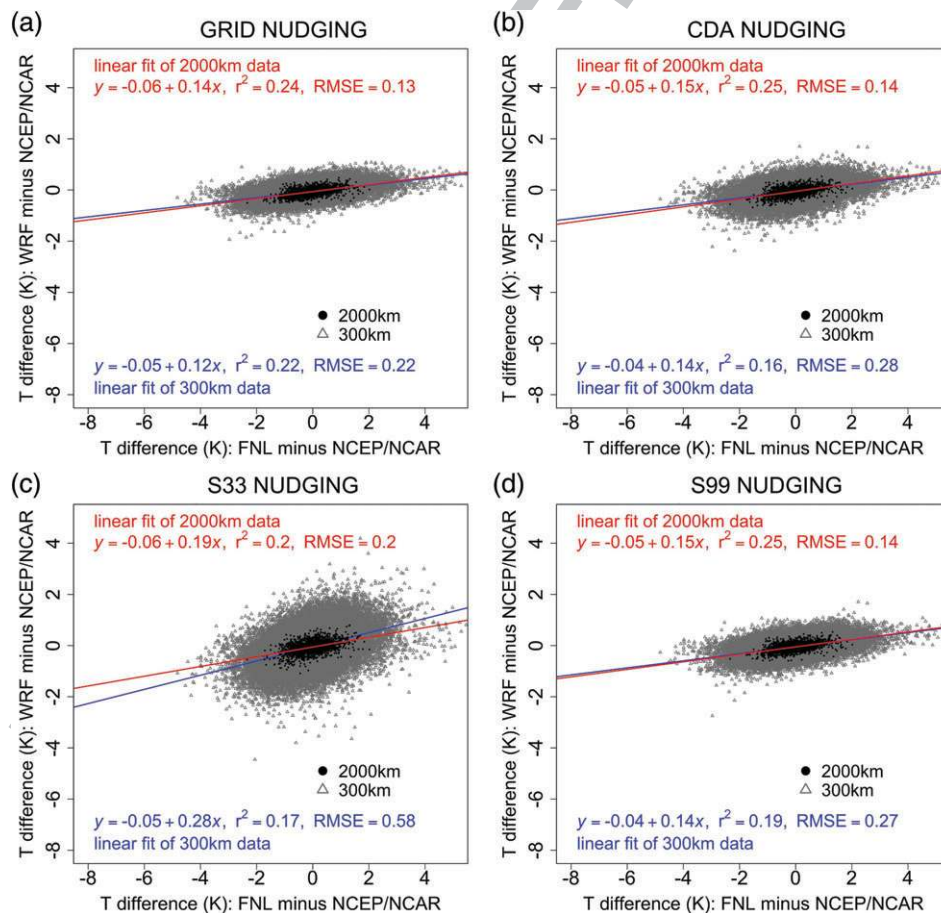 (a)
GRID NUDGING
T difference (K): WRF minus NCEP/NCAR
4
2
0
-2
-4
-6
-8
linear fit of 2000km data
y = -0.06 + 0.14x, r² = 0.24, RMSE = 0.13
● 2000km
△ 300km
y = -0.05 + 0.12x, r² = 0.22, RMSE = 0.22
linear fit of 300km data
-8 -6 -4 -2 0 2 4
T difference (K): FNL minus NCEP/NCAR
(b)
CDA NUDGING
T difference (K): WRF minus NCEP/NCAR
4
2
0
-2
-4
-6
-8
linear fit of 2000km data
y = -0.05 + 0.15x, r² = 0.25, RMSE = 0.14
● 2000km
△ 300km
y = -0.04 + 0.14x, r² = 0.16, RMSE = 0.28
linear fit of 300km data
-8 -6 -4 -2 0 2 4
T difference (K): FNL minus NCEP/NCAR
(c)
S33 NUDGING
T difference (K): WRF minus NCEP/NCAR
4
2
0
-2
-4
-6
-8
linear fit of 2000km data
y = -0.06 + 0.19x, r² = 0.2, RMSE = 0.2
● 2000km
△ 300km
y = -0.05 + 0.28x, r² = 0.17, RMSE = 0.58
linear fit of 300km data
-8 -6 -4 -2 0 2 4
T difference (K): FNL minus NCEP/NCAR
(d)
S99 NUDGING
T difference (K): WRF minus NCEP/NCAR
4
2
0
-2
-4
-6
-8
linear fit of 2000km data
y = -0.05 + 0.15x, r² = 0.25, RMSE = 0.14
● 2000km
△ 300km
y = -0.04 + 0.14x, r² = 0.19, RMSE = 0.27
linear fit of 300km data
-8 -6 -4 -2 0 2 4
T difference (K): FNL minus NCEP/NCAR